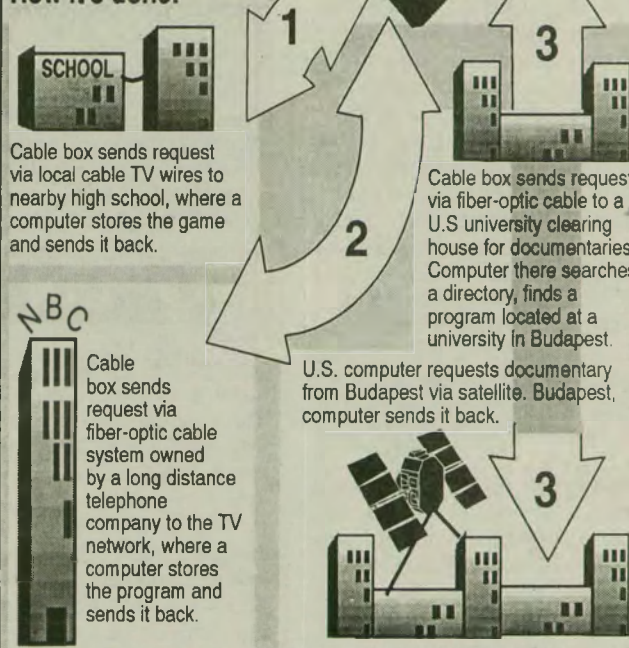 How it's done:
1
3
SCHOOL
Cable box sends request
via local cable TV wires to
nearby high school, where a
computer stores the game
and sends it back.
2
Cable box sends request
via fiber-optic cable to a
U.S university clearing
house for documentaries
Computer there searches
a directory, finds a
program located at a
university in Budapest.
NBC
Cable
box sends
request via
fiber-optic cable
system owned
by a long distance
telephone
company to the TV
network, where a
computer stores
the program and
sends it back.
U.S. computer requests documentary
from Budapest via satellite. Budapest,
computer sends it back.
3